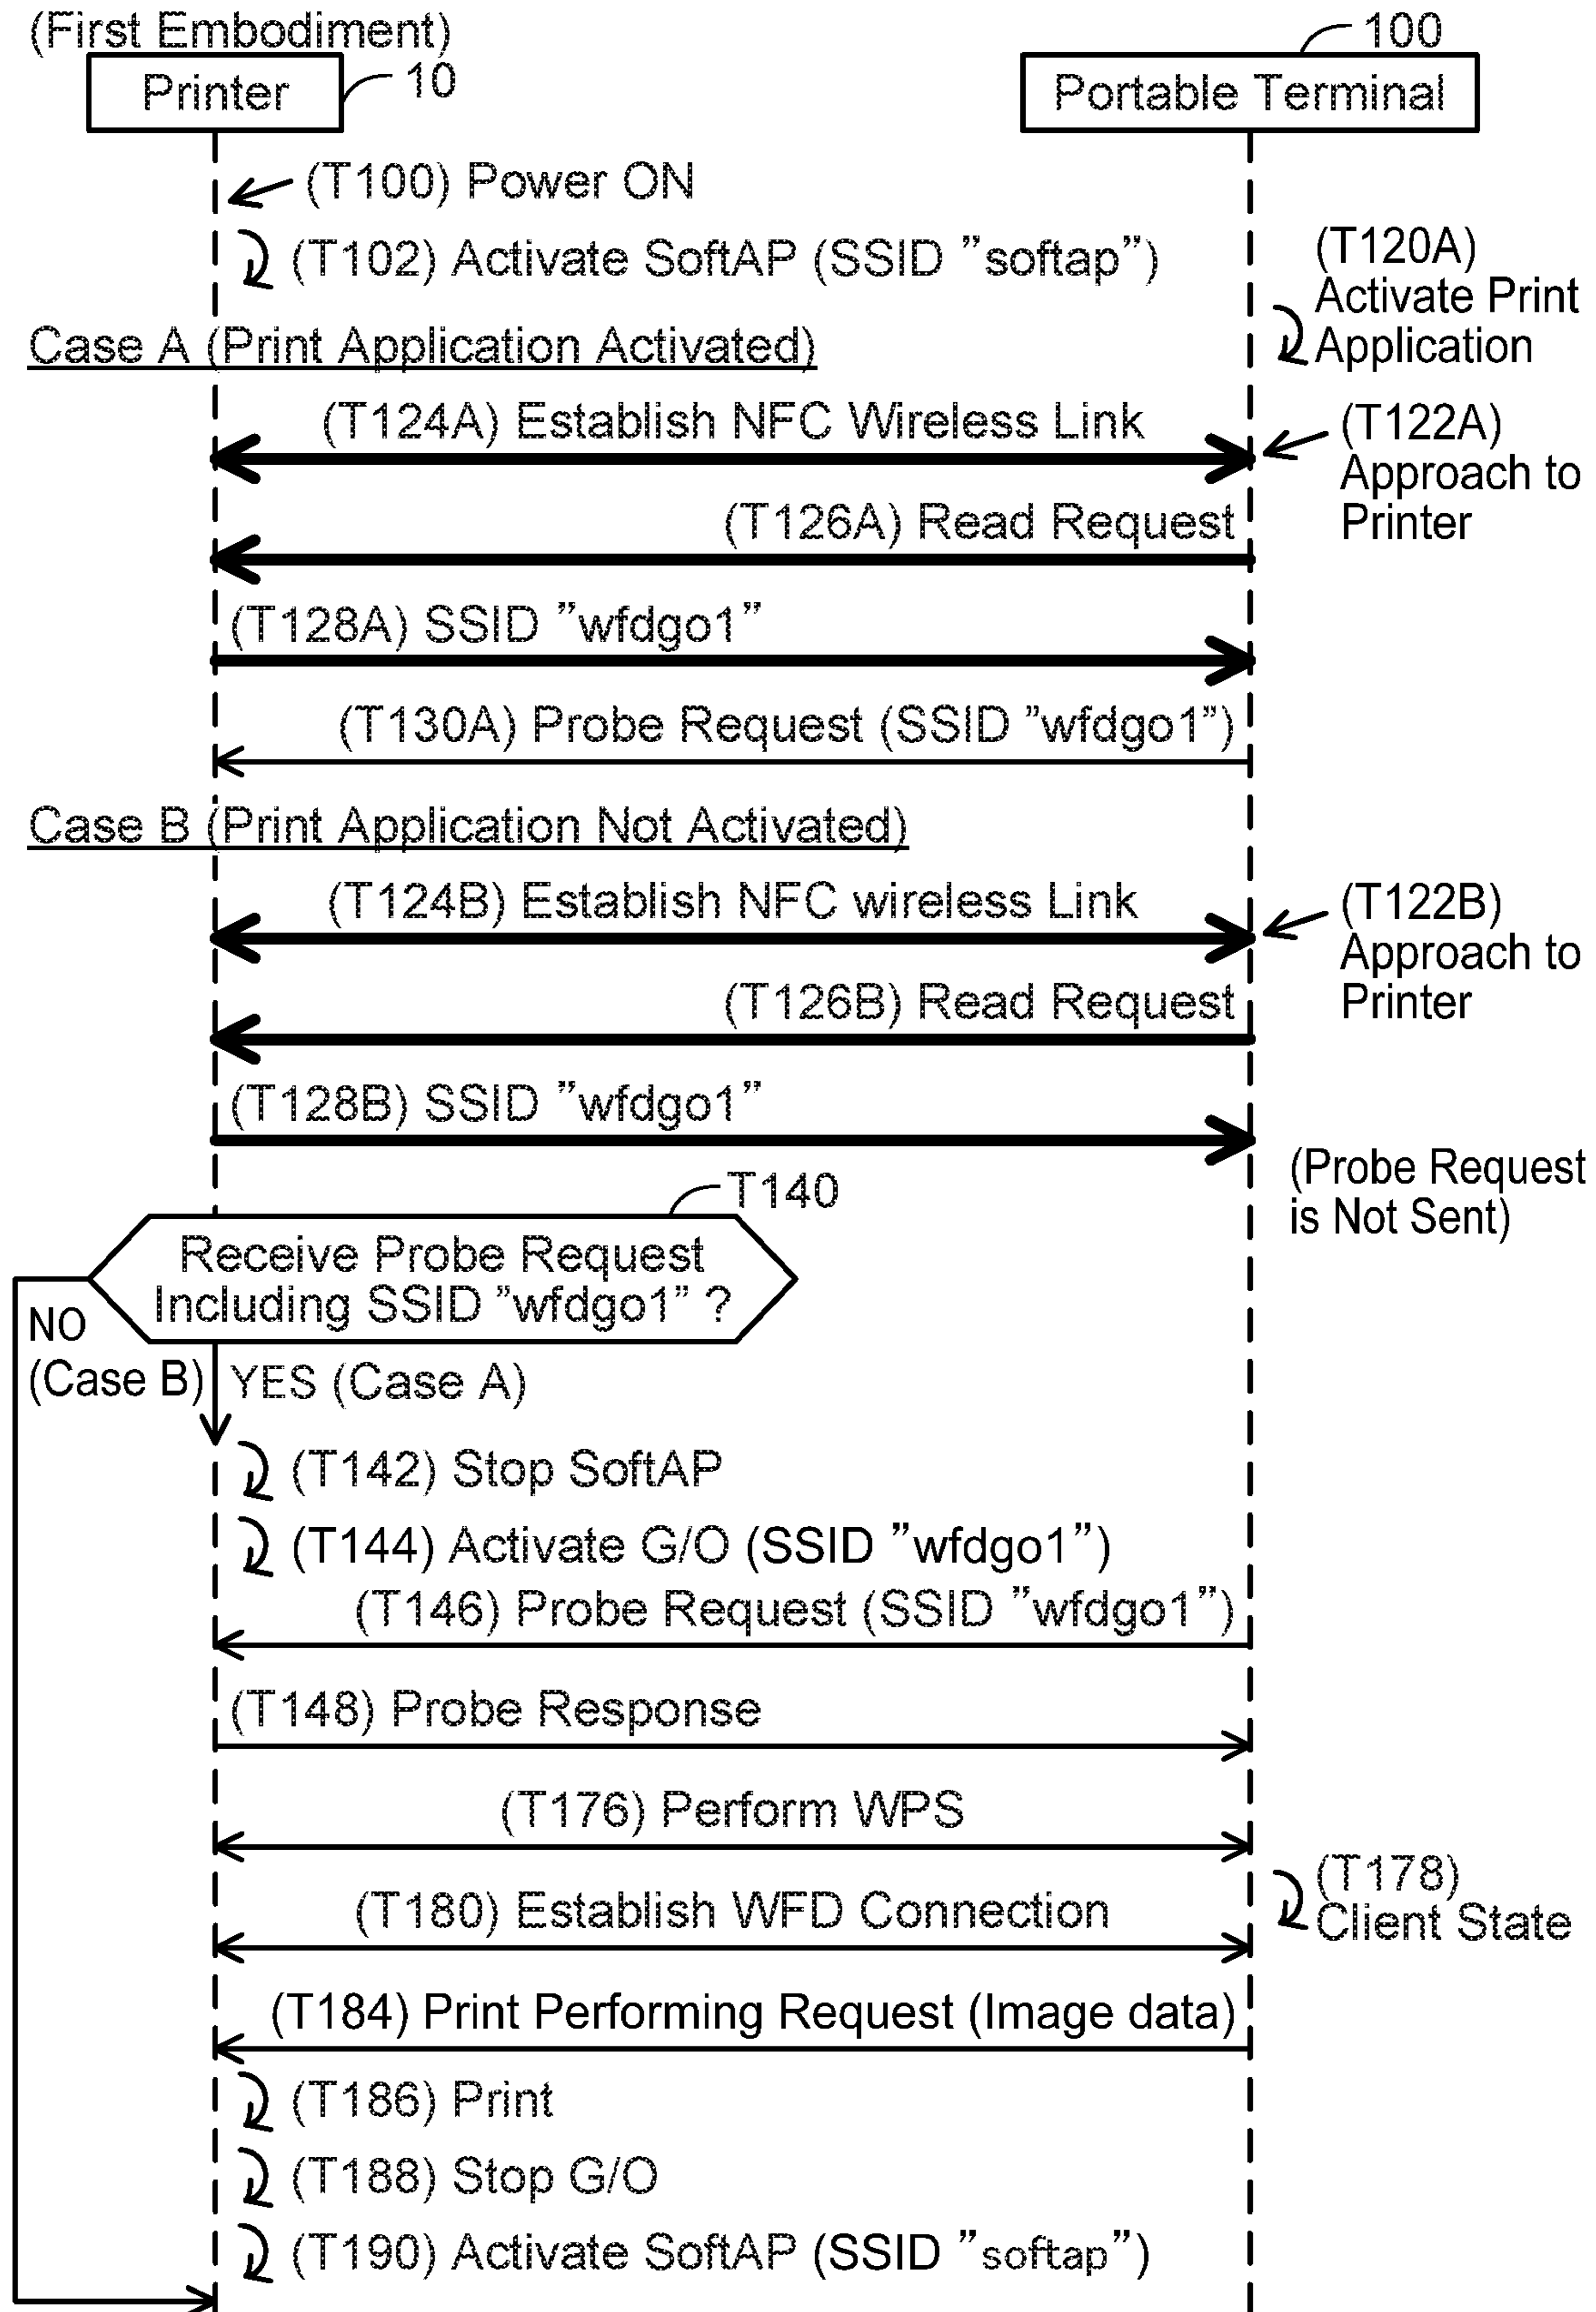 (First Embodiment)
100
Printer
10
Portable Terminal
(T100) Power ON
(T102) Activate SoftAP (SSID ”softap”)
(T120A)
Activate Print
Application
Case A (Print Application Activated)
(T124A) Establish NFC Wireless Link
(T122A)
Approach to
Printer
(T126A) Read Request
(T128A) SSID ”wfdgo1”
(T130A) Probe Request (SSID ”wfdgo1”)
Case B (Print Application Not Activated)
(T124B) Establish NFC wireless Link
(T122B)
Approach to
Printer
(T126B) Read Request
(T128B) SSID ”wfdgo1”
(Probe Request
is Not Sent)
T140
Receive Probe Request
Including SSID ”wfdgo1” ?
NO
(Case B)
YES (Case A)
(T142) Stop SoftAP
(T144) Activate G/O (SSID ”wfdgo1”)
(T146) Probe Request (SSID ”wfdgo1”)
(T148) Probe Response
(T176) Perform WPS
(T178)
Client State
(T180) Establish WFD Connection
(T184) Print Performing Request (Image data)
(T186) Print
(T188) Stop G/O
(T190) Activate SoftAP (SSID ”softap”)